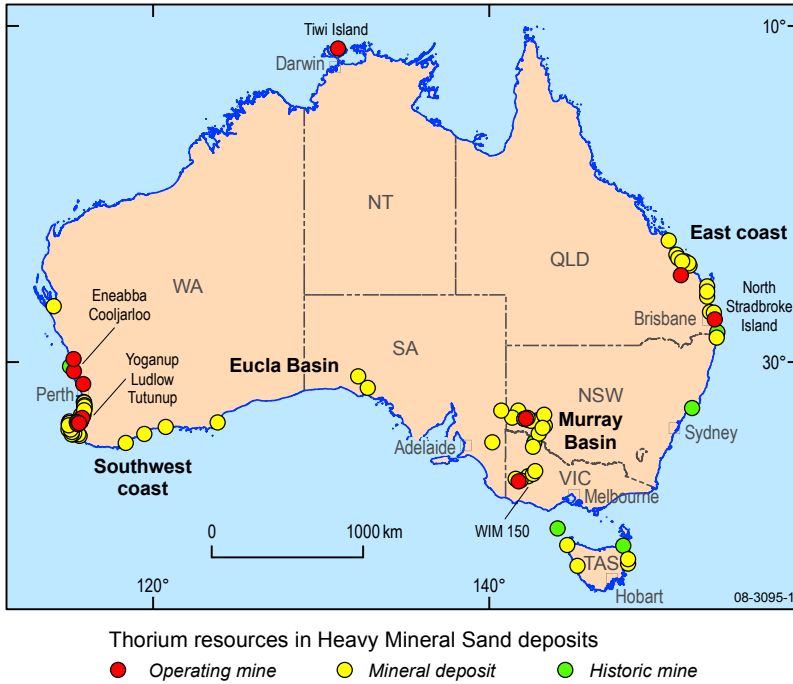 Tiwi Island
10°
Darwin
NT
East coast
QLD
WA
Eneabba
Cooljarloo
North
Stradbroke
Island
Brisbane
Yoganup
Ludlow
Tutunup
Eucla Basin
SA
30°
Perth
NSW
Murray
Basin
Sydney
Adelaide
Southwest
coast
VIC
Melbourne
WIM 150
0
1000 km
TAS
Hobart
120°
140°
08-3095-1
Thorium resources in Heavy Mineral Sand deposits
Operating mine Mineral deposit Historic mine